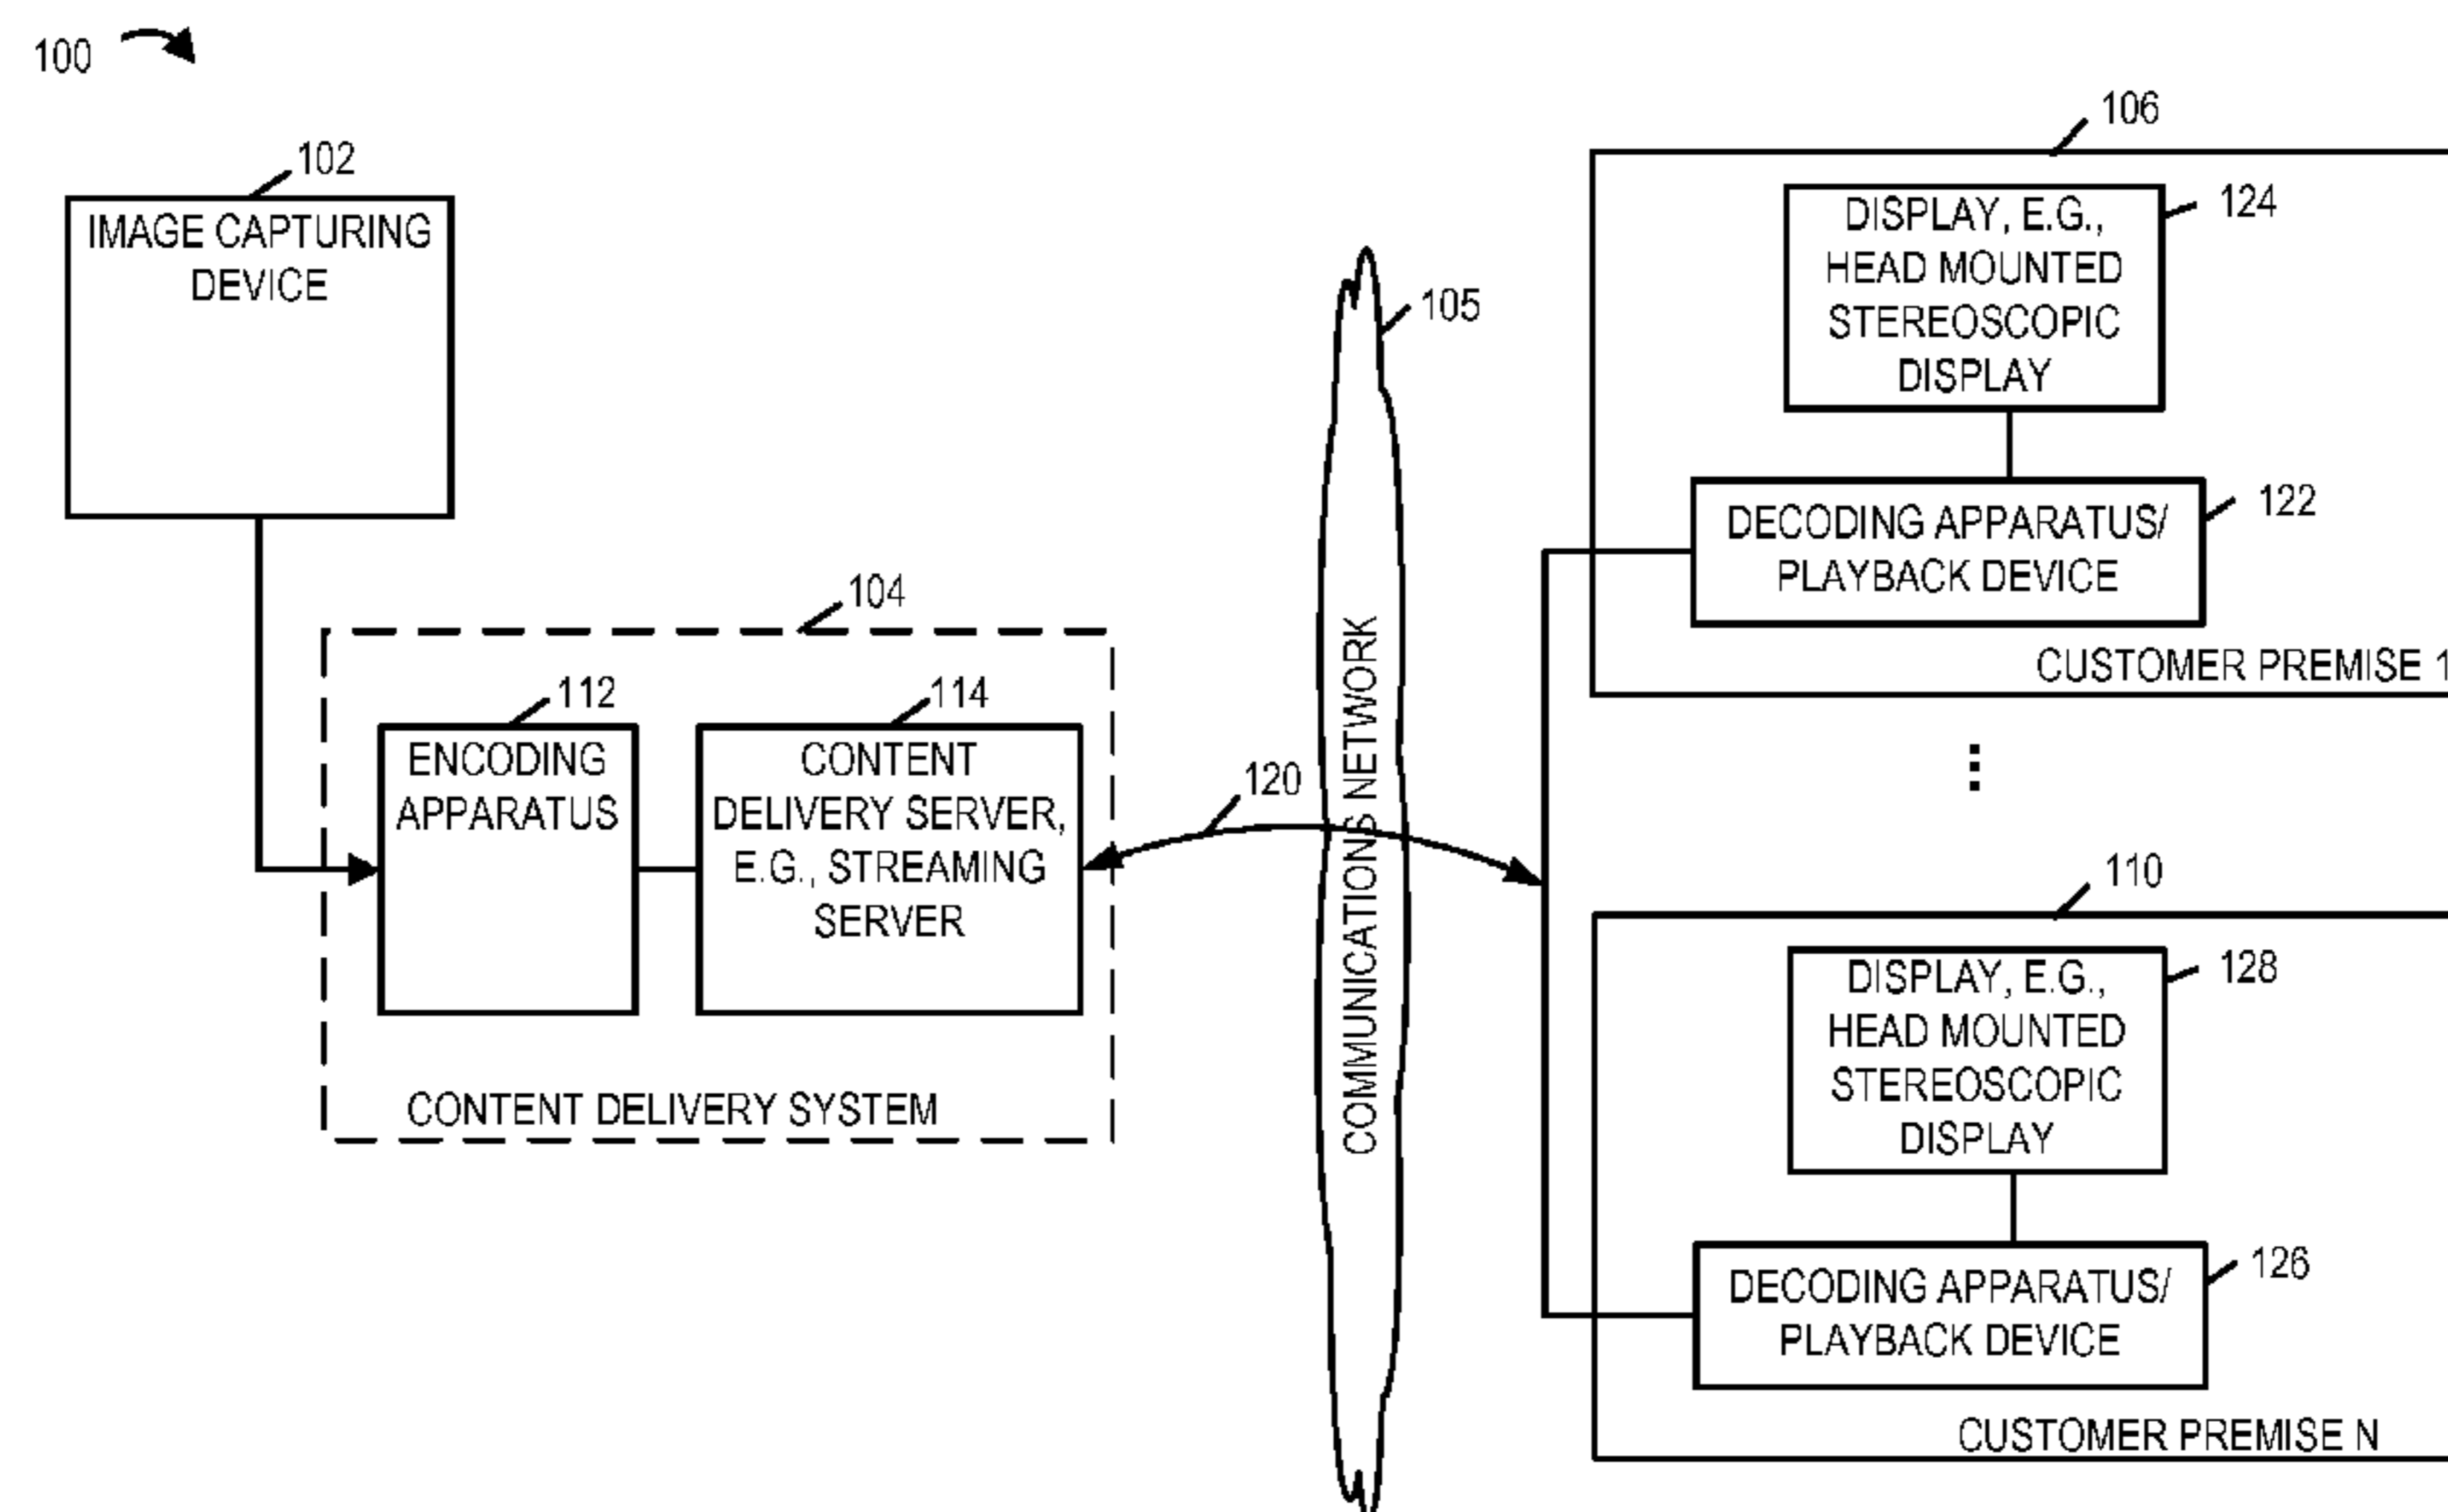 100
102
IMAGE CAPTURING
DEVICE
104
112
ENCODING
APPARATUS
114
CONTENT
DELIVERY SERVER,
E.G., STREAMING
SERVER
CONTENT DELIVERY SYSTEM
120
105
COMMUNICATIONS NETWORK
106
124
DISPLAY, E.G.,
HEAD MOUNTED
STEREOSCOPIC
DISPLAY
122
DECODING APPARATUS/
PLAYBACK DEVICE
CUSTOMER PREMISE 1
110
128
DISPLAY, E.G.,
HEAD MOUNTED
STEREOSCOPIC
DISPLAY
126
DECODING APPARATUS/
PLAYBACK DEVICE
CUSTOMER PREMISE N